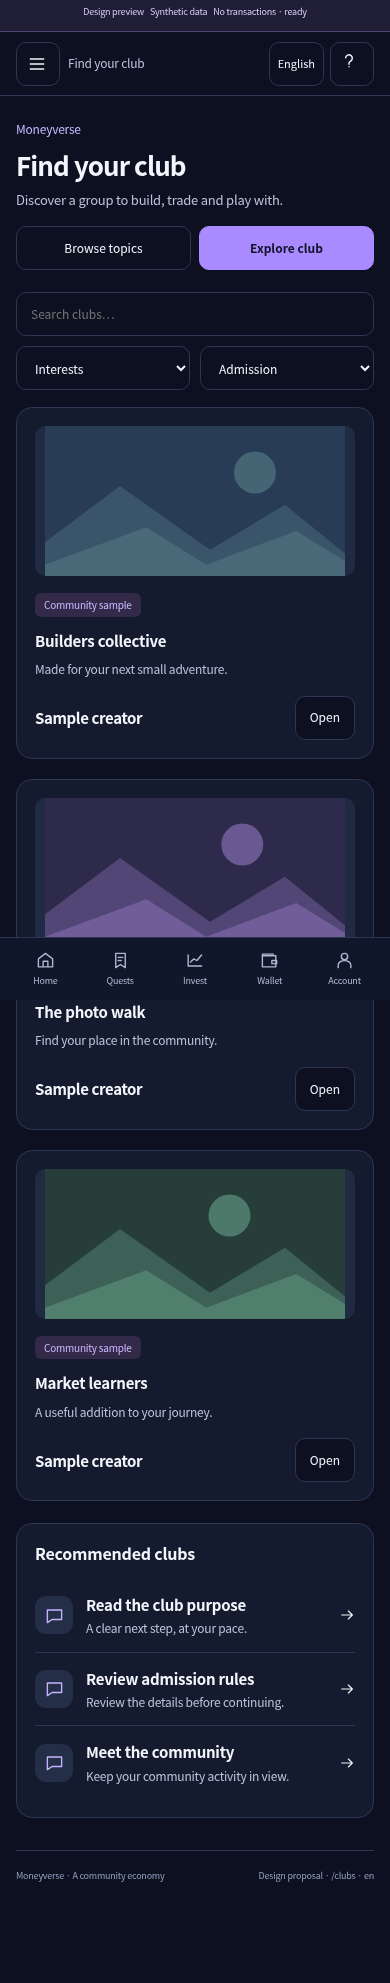 Design preview Synthetic data No transactions · ready
Find your club
English
?
Moneyverse
Find your club
Discover a group to build, trade and play with.
Browse topics
Explore club
Search clubs…
Interests
Admission
Community sample
Builders collective
Made for your next small adventure.
Sample creator
Open
Home
Quests
Invest
Wallet
Account
The photo walk
Find your place in the community.
Sample creator
Open
Community sample
Market learners
A useful addition to your journey.
Sample creator
Open
Recommended clubs
Read the club purpose
A clear next step, at your pace.
Review admission rules
Review the details before continuing.
Meet the community
Keep your community activity in view.
Moneyverse · A community economy
Design proposal · /clubs · en